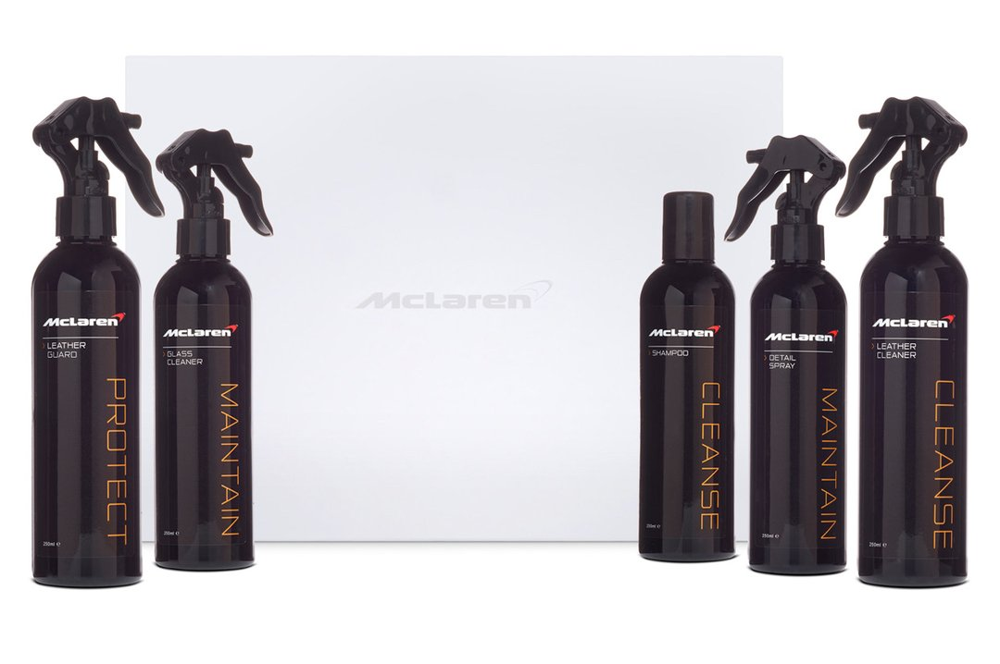 McLaren
McLaren
› LEATHER
GUARD
PROTECT
250ml e
McLaren
› GLASS
CLEANER
MAINTAIN
250ml e
McLaren
› SHAMPOO
CLEANSE
250ml e
McLaren
› DETAIL
SPRAY
MAINTAIN
250ml e
McLaren
› LEATHER
CLEANER
CLEANSE
250ml e